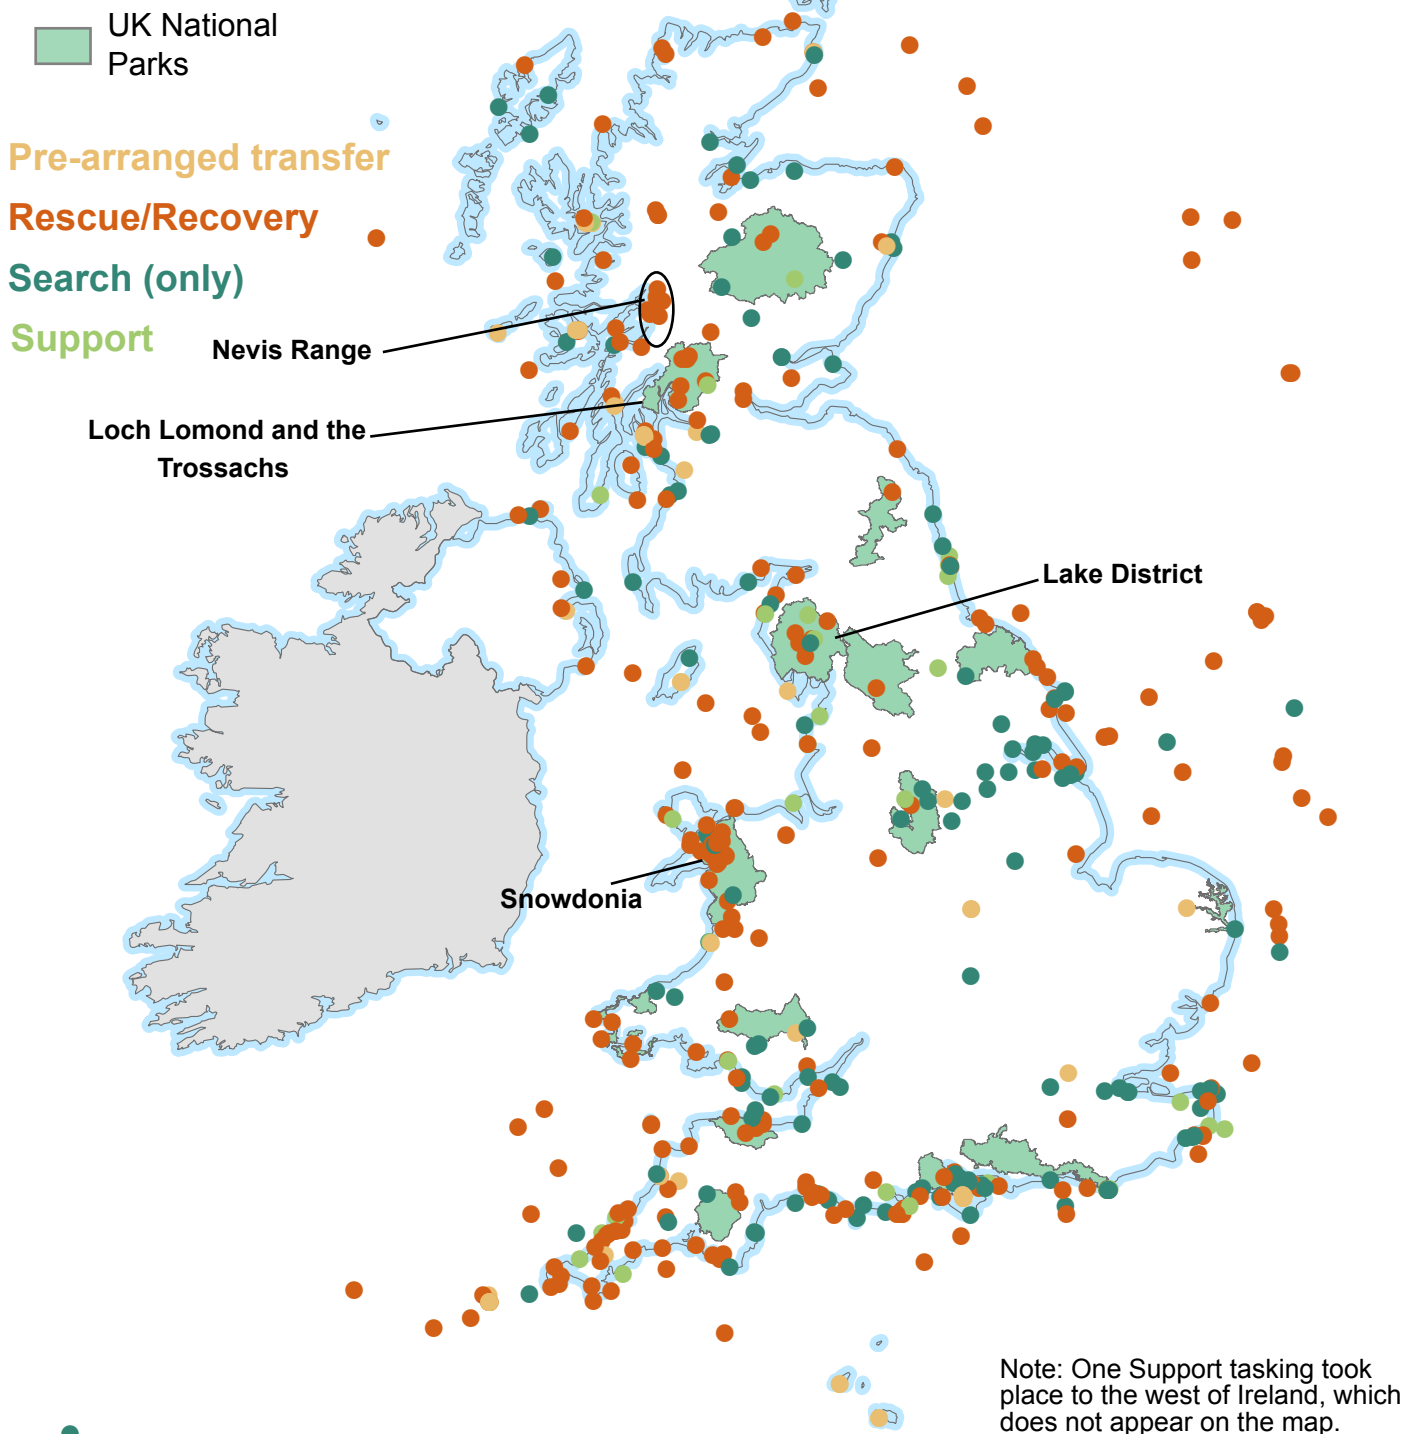 UK National
Parks
Pre-arranged transfer
Rescue/Recovery
Search (only)
Support
Nevis Range
Loch Lomond and the
Trossachs
Lake District
Snowdonia
Note: One Support tasking took
place to the west of Ireland, which
does not appear on the map.